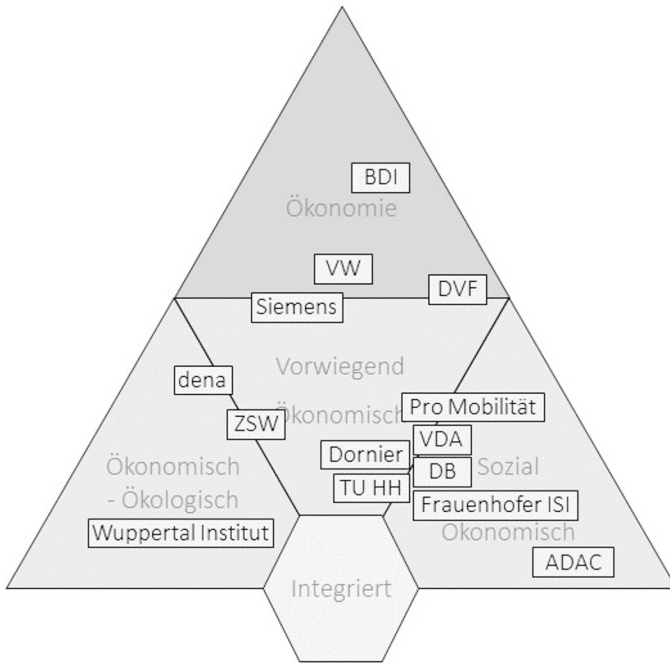 BDI
Ökonomie
VW
DVF
Siemens
Vorwiegend
dena
Pro Mobilität
Ökonomisch
ZSW
VDA
Dornier
Ökonomisch
Sozial
DB
TU HH
- Ökologisch
Frauenhofer ISI
Wuppertal Institut
Ökonomisch
ADAC
Integriert